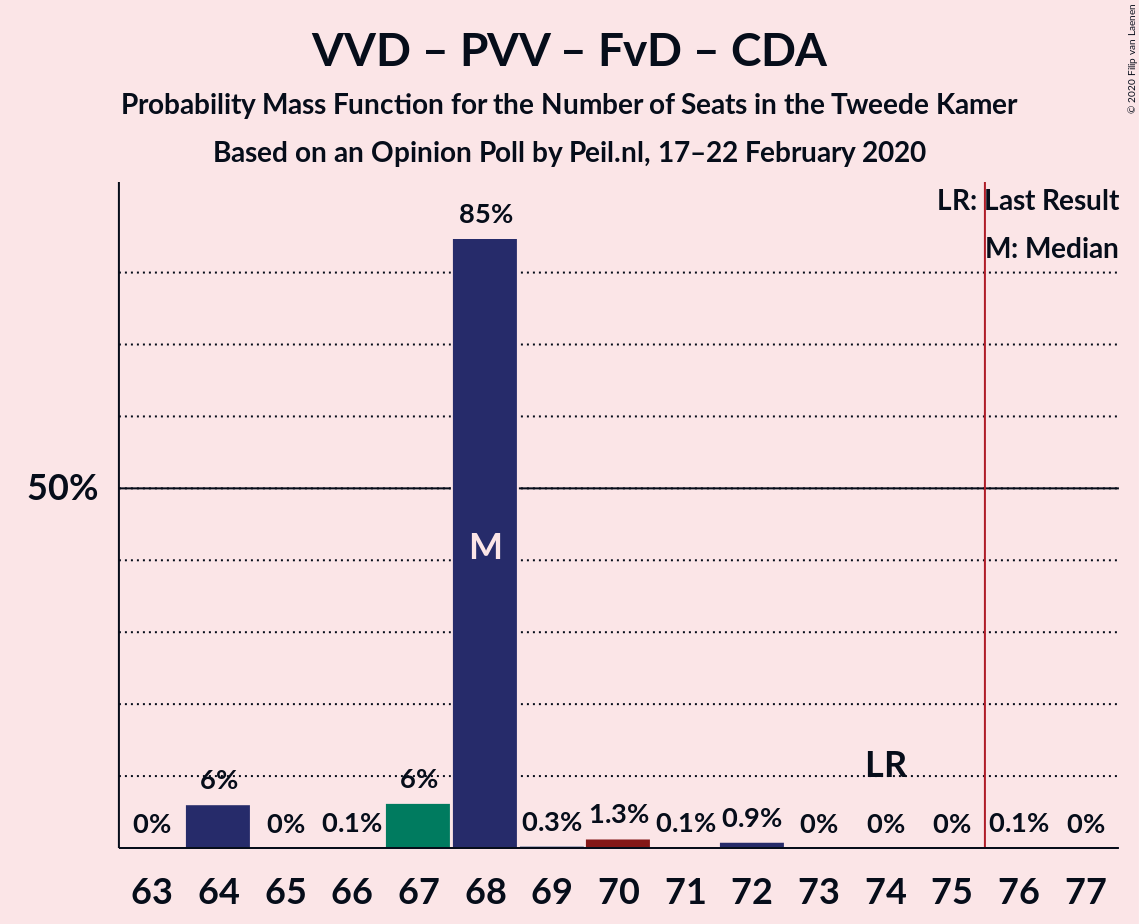 VVD – PVV – FvD – CDA
Probability Mass Function for the Number of Seats in the Tweede Kamer
Based on an Opinion Poll by Peil.nl, 17–22 February 2020
© 2020 Filip van Laenen
LR: Last Result
M: Median
85%
50%
M
LR
0% 6% 0% 0.1% 6% 0.3% 1.3% 0.1% 0.9% 0% 0% 0% 0.1% 0%
63 64 65 66 67 68 69 70 71 72 73 74 75 76 77